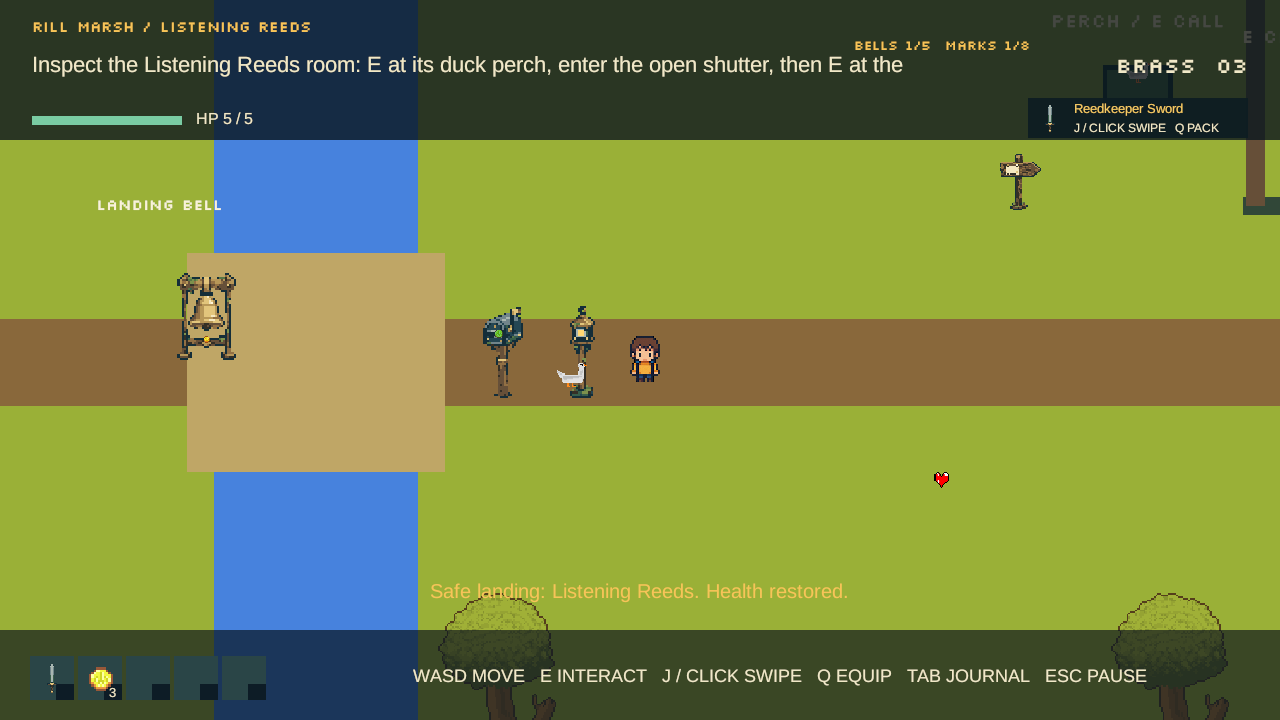 RILL MARSH / LISTENING REEDS
PERCH / E CALL
E C
BELLS 1/5 MARKS 1/8
Inspect the Listening Reeds room: E at its duck perch, enter the open shutter, then E at the
BRASS 03
Reedkeeper Sword
J / CLICK SWIPE Q PACK
HP 5 / 5
LANDING BELL
Safe landing: Listening Reeds. Health restored.
3
WASD MOVE E INTERACT J / CLICK SWIPE Q EQUIP TAB JOURNAL ESC PAUSE